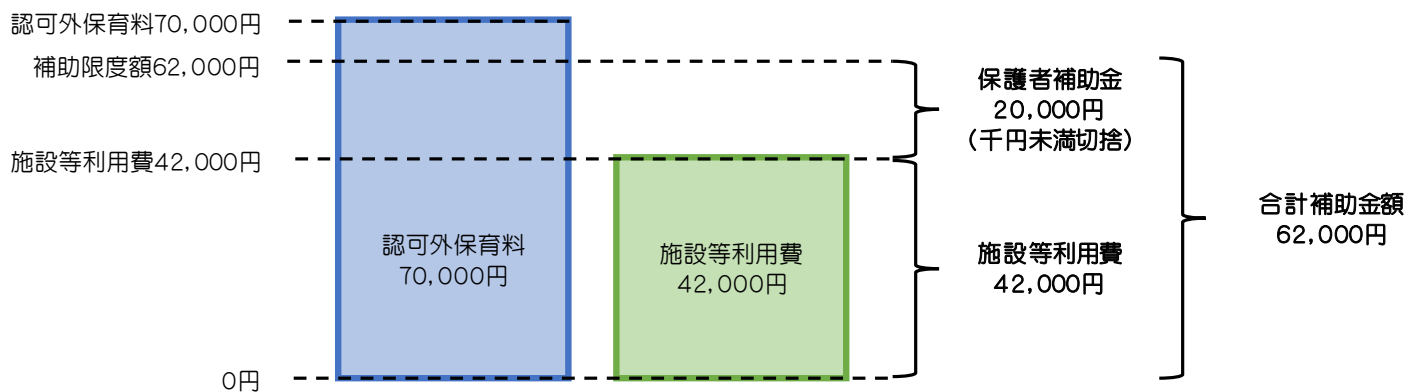 認可外保育料70,000円
補助限度額62,000円
施設等利用費42,000円
0円
認可外保育料
70,000円
施設等利用費
42,000円
保護者補助金
20,000円
(千円未満切捨)
施設等利用費
42,000円
合計補助金額
62,000円